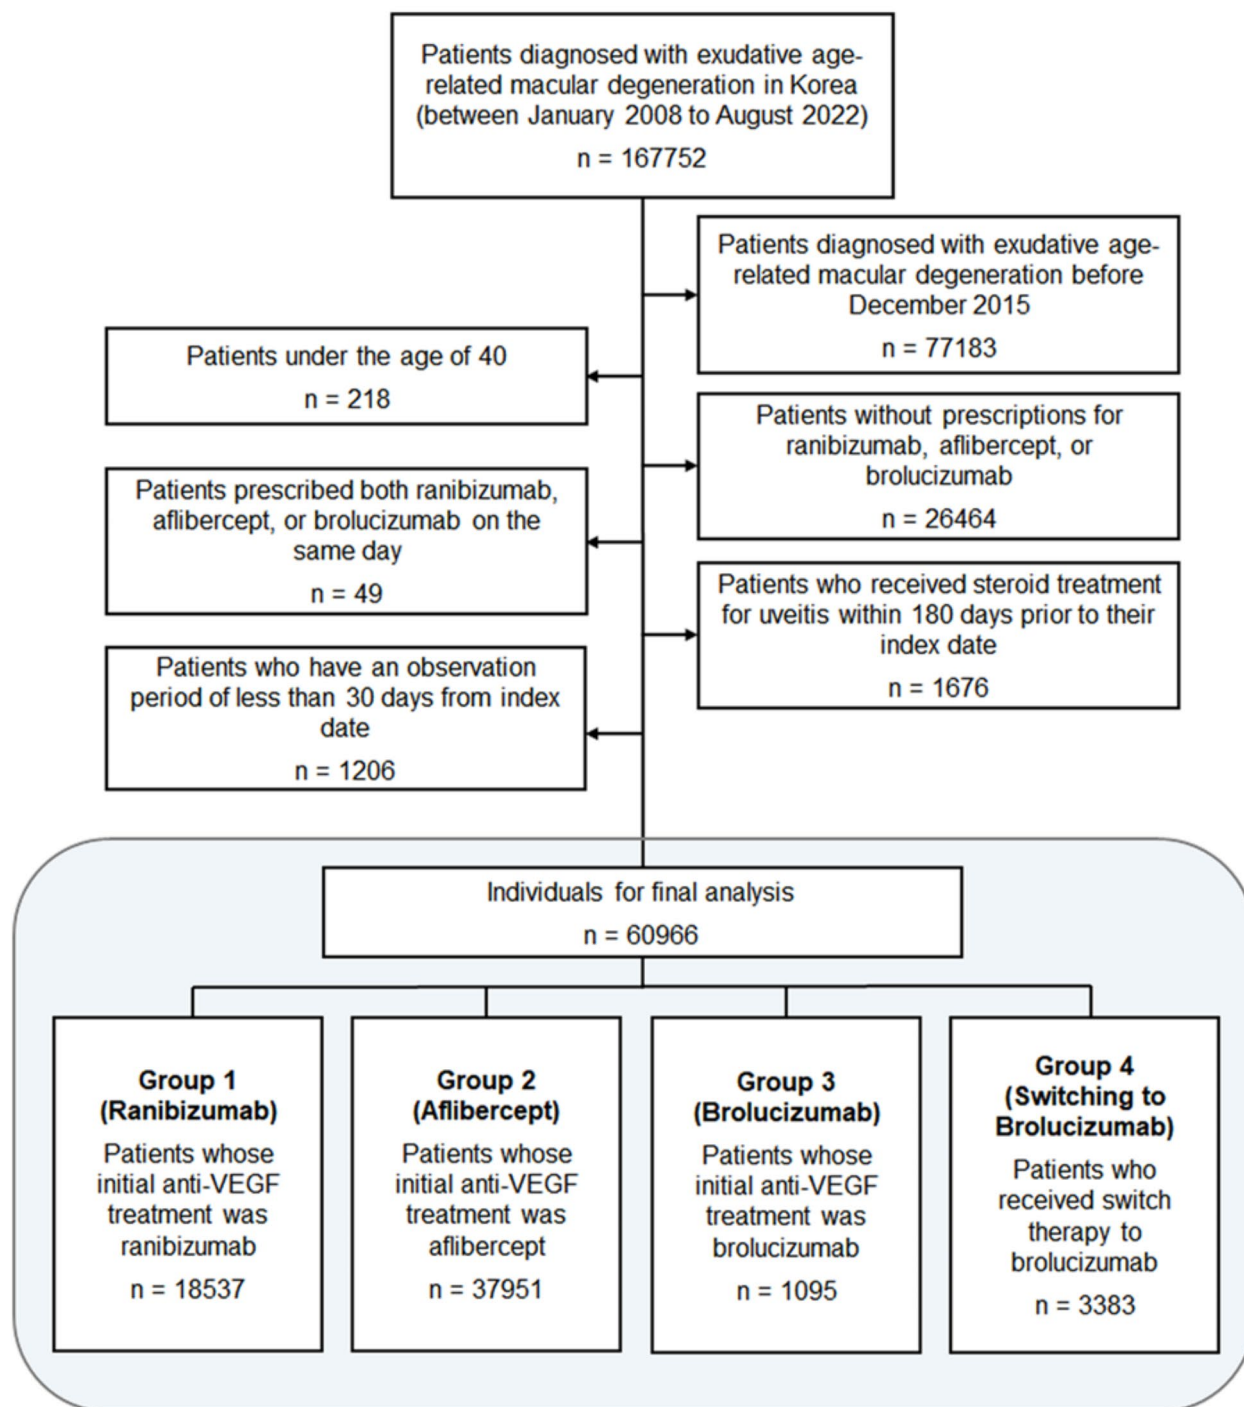 Patients diagnosed with exudative age-
related macular degeneration in Korea
(between January 2008 to August 2022)
n = 167752
Patients diagnosed with exudative age-
related macular degeneration before
December 2015
n = 77183
Patients under the age of 40
n = 218
Patients without prescriptions for
ranibizumab, aflibercept, or
brolucizumab
n = 26464
Patients prescribed both ranibizumab,
aflibercept, or brolucizumab on the
same day
n = 49
Patients who received steroid treatment
for uveitis within 180 days prior to their
index date
n = 1676
Patients who have an observation
period of less than 30 days from index
date
n = 1206
Individuals for final analysis
n = 60966
Group 1
(Ranibizumab)
Patients whose
initial anti-VEGF
treatment was
ranibizumab
n = 18537
Group 2
(Aflibercept)
Patients whose
initial anti-VEGF
treatment was
aflibercept
n = 37951
Group 3
(Brolucizumab)
Patients whose
initial anti-VEGF
treatment was
brolucizumab
n = 1095
Group 4
(Switching to
Brolucizumab)
Patients who
received switch
therapy to
brolucizumab
n = 3383